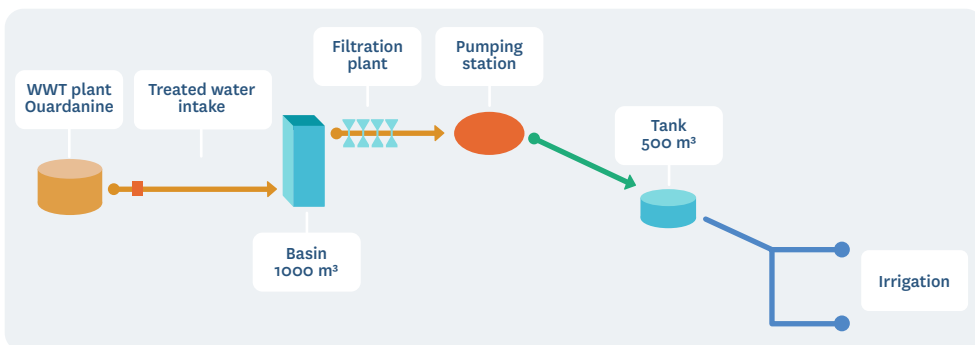 WWT plant
Ouardanine
Treated water
intake
Basin
1000 m³
Filtration
plant
Pumping
station
Tank
500 m³
Irrigation